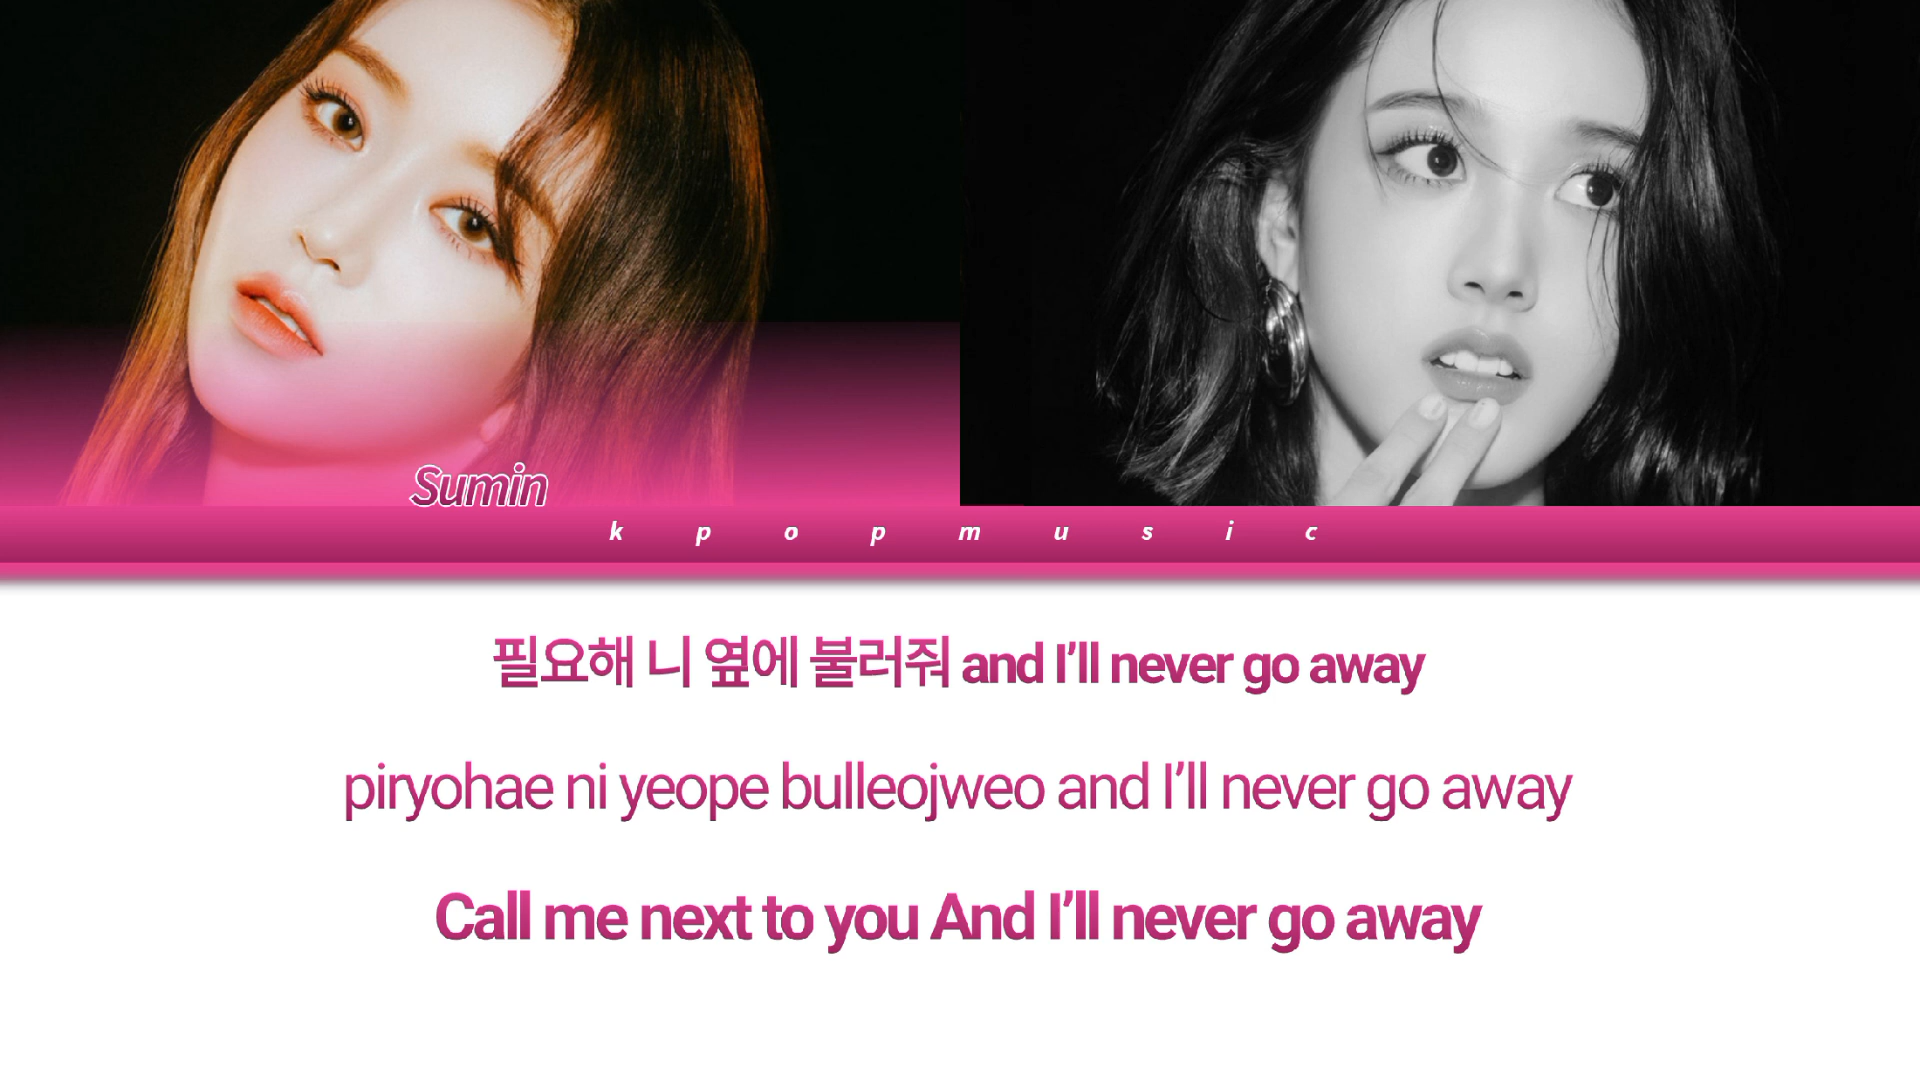 Sumin
k p o p m u s i c
필요해 니 옆에 불러줘 and I’ll never go away
piryohae ni yeope bulleojweo and I’ll never go away
Call me next to you And I’ll never go away